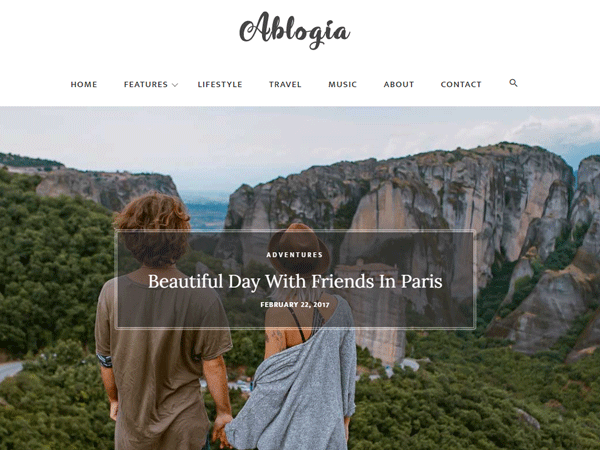 Ablogia
HOME FEATURES LIFESTYLE TRAVEL MUSIC ABOUT CONTACT
ADVENTURES
Beautiful Day With Friends In Paris
FEBRUARY 22, 2017